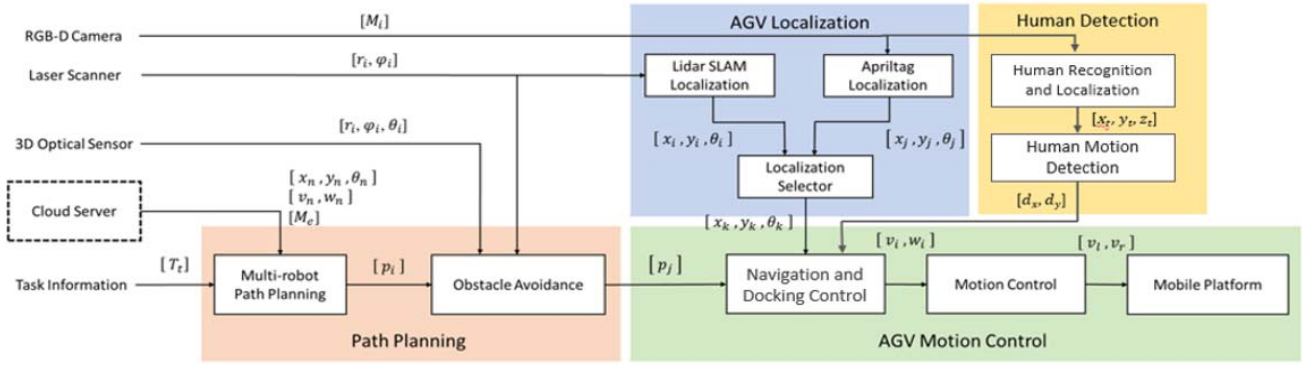 AGV Localization
Human Detection
RGB-D Camera
[M_i]
Laser Scanner
[r_i, φ_i]
Lidar SLAM
Localization
Apriltag
Localization
Human Recognition
and Localization
[x_t, y_t, z_t]
3D Optical Sensor
[r_i, φ_i, θ_i]
[x_i, y_i, θ_i]
[x_j, y_j, θ_j]
Human Motion
Detection
Localization
Selector
[x_n, y_n, θ_n]
[v_n, w_n]
[M_e]
Cloud Server
[d_x, d_y]
[x_k, y_k, θ_k]
[v_i, w_i]
[v_l, v_r]
Task Information
[T_t]
Multi-robot
Path Planning
[p_i]
Obstacle Avoidance
[p_j]
Navigation and
Docking Control
Motion Control
Mobile Platform
Path Planning
AGV Motion Control